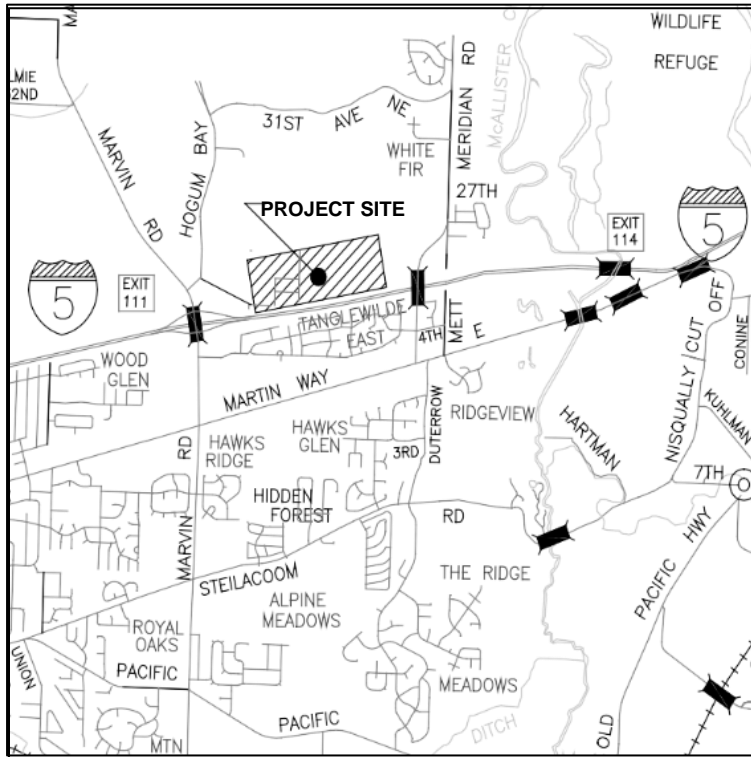 MA
WILDLIFE
REFUGE
LMIE
2ND
31ST AVE NE
MERIDIAN RD
McALLISTER
MARVIN RD
HOGUM BAY
WHITE
FIR
27TH
PROJECT SITE
EXIT
114
5
EXIT
111
5
TANGLEWILDE
EAST
4TH
METT
E
NISQUALLY CUT OFF
CONINE
WOOD
GLEN
MARTIN WAY
DUTERROW
RIDGEVIEW
KUHLMAN
HAWKS
RIDGE
HAWKS
GLEN
3RD
HARTMAN
7TH
MARVIN RD
HIDDEN
FOREST
STEILACOOM RD
THE RIDGE
OLD PACIFIC HWY
ALPINE
MEADOWS
ROYAL
OAKS
UNION
PACIFIC
MEADOWS
PACIFIC
DITCH
MTN